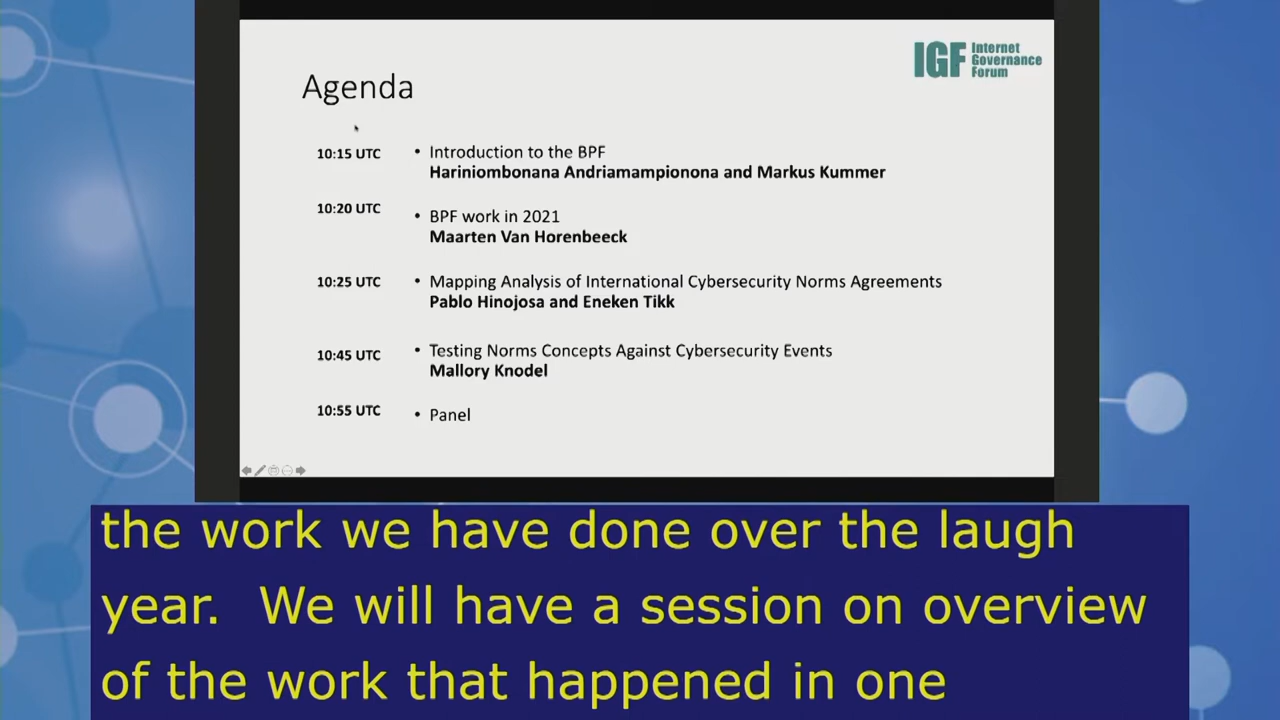 IGF Internet
Governance
Forum
Agenda
10:15 UTC
• Introduction to the BPF
Hariniombonana Andriamampionona and Markus Kummer
10:20 UTC
• BPF work in 2021
Maarten Van Horenbeeck
10:25 UTC
• Mapping Analysis of International Cybersecurity Norms Agreements
Pablo Hinojosa and Eneken Tikk
10:45 UTC
• Testing Norms Concepts Against Cybersecurity Events
Mallory Knodel
10:55 UTC
• Panel
the work we have done over the laugh
year. We will have a session on overview
of the work that happened in one